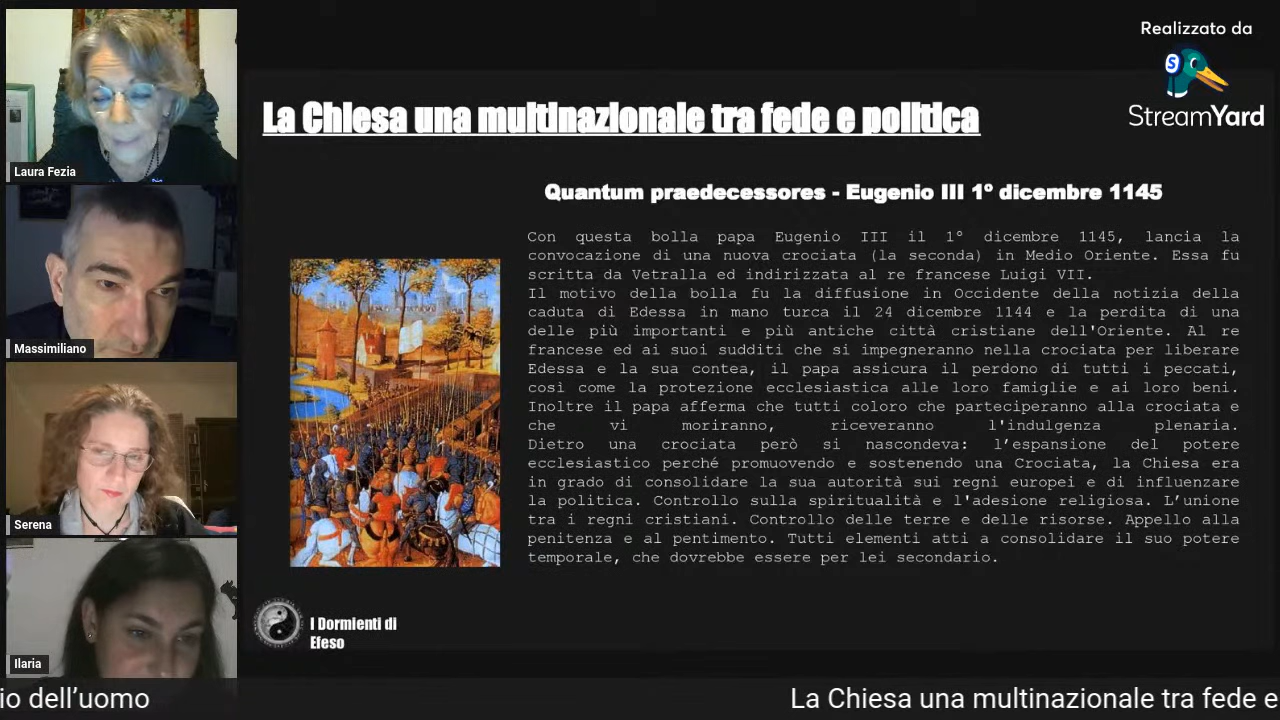 Realizzato da
StreamYard
La Chiesa una multinazionale tra fede e politica
Quantum praedecessores - Eugenio III 1º dicembre 1145
Con questa bolla papa Eugenio III il 1º dicembre 1145, lancia la
convocazione di una nuova crociata (la seconda) in Medio Oriente. Essa fu
scritta da Vetralla ed indirizzata al re francese Luigi VII.
Il motivo della bolla fu la diffusione in Occidente della notizia della
caduta di Edessa in mano turca il 24 dicembre 1144 e la perdita di una
delle più importanti e più antiche città cristiane dell'Oriente. Al re
francese ed ai suoi sudditi che si impegneranno nella crociata per liberare
Edessa e la sua contea, il papa assicura il perdono di tutti i peccati,
così come la protezione ecclesiastica alle loro famiglie e ai loro beni.
Inoltre il papa afferma che tutti coloro che parteciperanno alla crociata e
che vi moriranno, riceveranno l'indulgenza plenaria.
Dietro una crociata però si nascondeva: l’espansione del potere
ecclesiastico perché promuovendo e sostenendo una Crociata, la Chiesa era
in grado di consolidare la sua autorità sui regni europei e di influenzare
la politica. Controllo sulla spiritualità e l'adesione religiosa. L’unione
tra i regni cristiani. Controllo delle terre e delle risorse. Appello alla
penitenza e al pentimento. Tutti elementi atti a consolidare il suo potere
temporale, che dovrebbe essere per lei secondario.
I Dormienti di
Efeso
Laura Fezia
Massimiliano
Serena
Ilaria
io dell’uomo
La Chiesa una multinazionale tra fede e